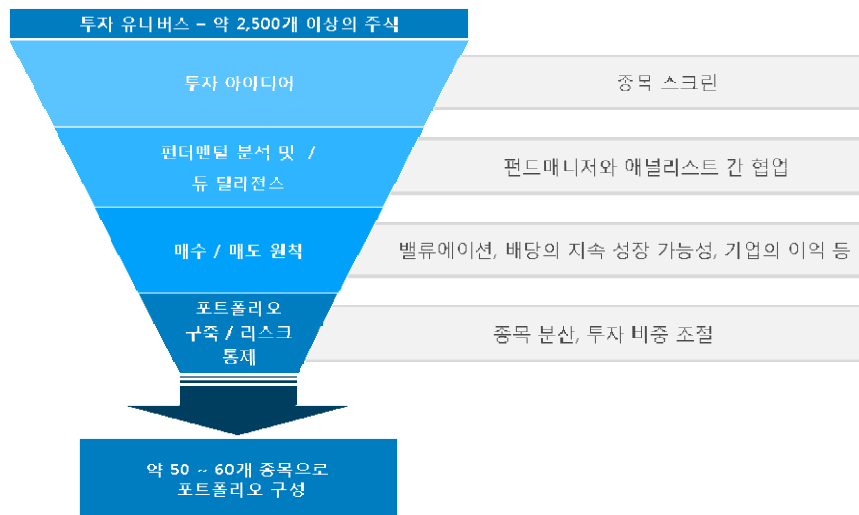 투자 유니버스 – 약 2,500개 이상의 주식
투자 아이디어
종목 스크린
펀더멘털 분석 및 /
듀 딜리전스
펀드매니저와 애널리스트 간 협업
매수 / 매도 원칙
밸류에이션, 배당의 지속 성장 가능성, 기업의 이익 등
포트폴리오
구축 / 리스크
통제
종목 분산, 투자 비중 조절
약 50 ~ 60개 종목으로
포트폴리오 구성